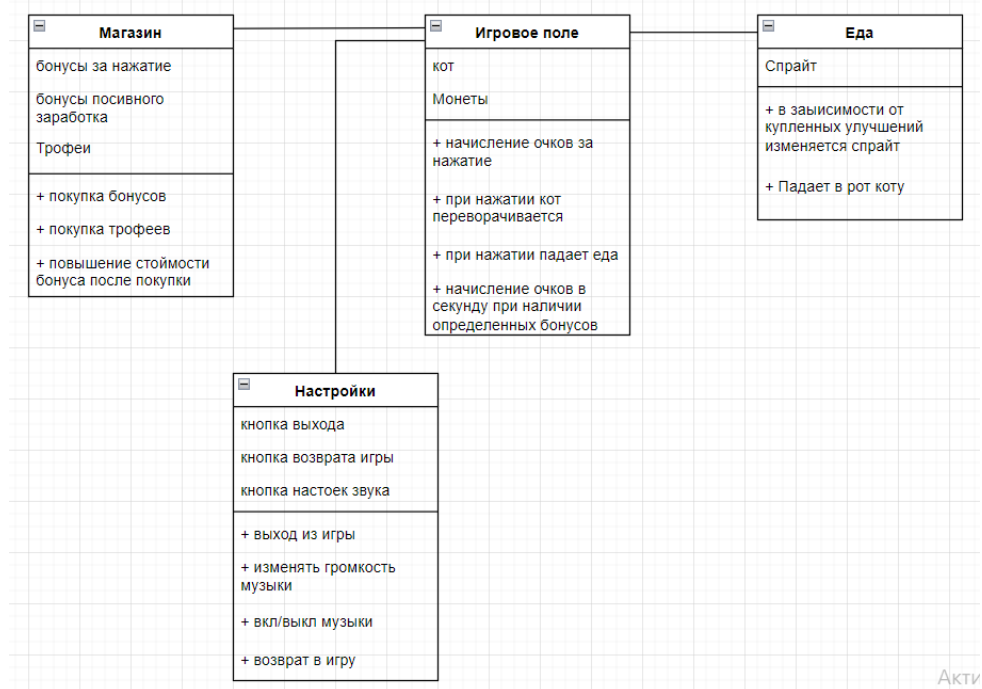 Магазин
бонусы за нажатие
бонусы посивного
заработка
Трофеи
+ покупка бонусов
+ покупка трофеев
+ повышение стоймости
бонуса после покупки
Игровое поле
кот
Монеты
+ начисление очков за
нажатие
+ при нажатии кот
переворачивается
+ при нажатии падает еда
+ начисление очков в
секунду при наличии
определенных бонусов
Еда
Спрайт
+ в заыисимости от
купленных улучшений
изменяется спрайт
+ Падает в рот коту
Настройки
кнопка выхода
кнопка возврата игры
кнопка настоек звука
+ выход из игры
+ изменять громкость
музыки
+ вкл/выкл музыки
+ возврат в игру
Акти